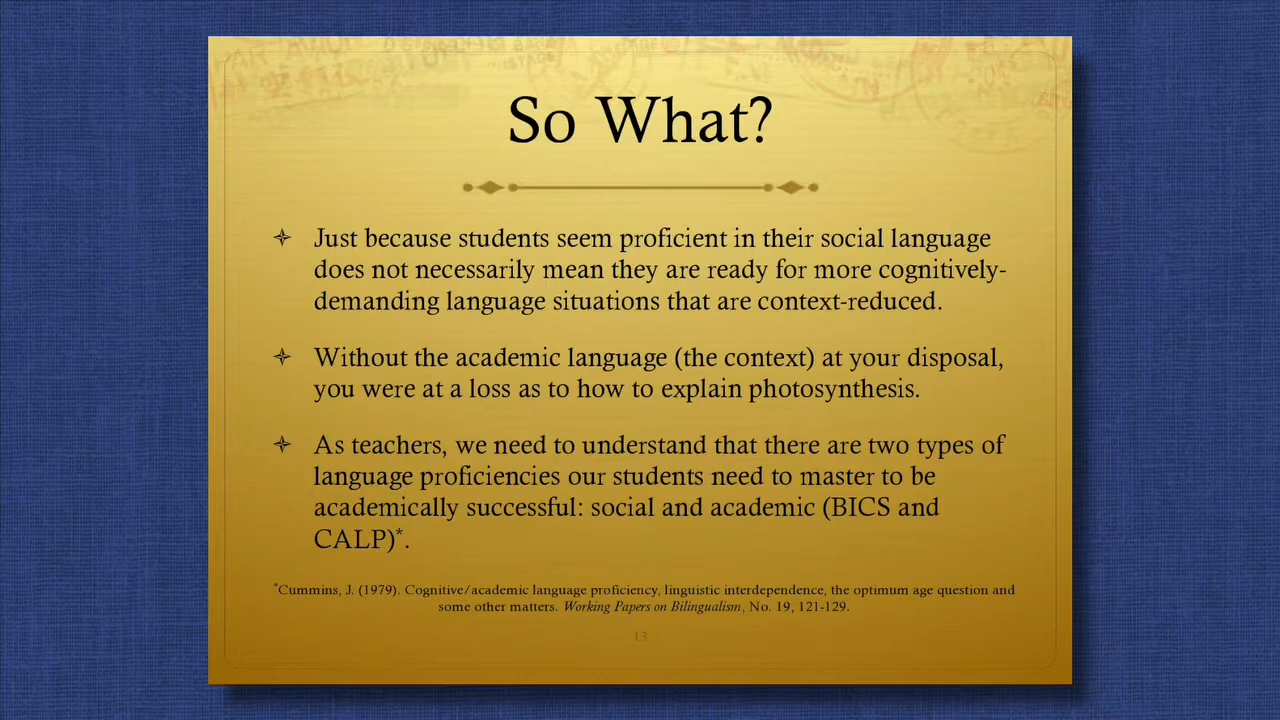 So What?
Just because students seem proficient in their social language
does not necessarily mean they are ready for more cognitively-
demanding language situations that are context-reduced.
Without the academic language (the context) at your disposal,
you were at a loss as to how to explain photosynthesis.
As teachers, we need to understand that there are two types of
language proficiencies our students need to master to be
academically successful: social and academic (BICS and
CALP)*.
*Cummins, J. (1979). Cognitive/academic language proficiency, linguistic interdependence, the optimum age question and
some other matters. Working Papers on Bilingualism, No. 19, 121-129.
13